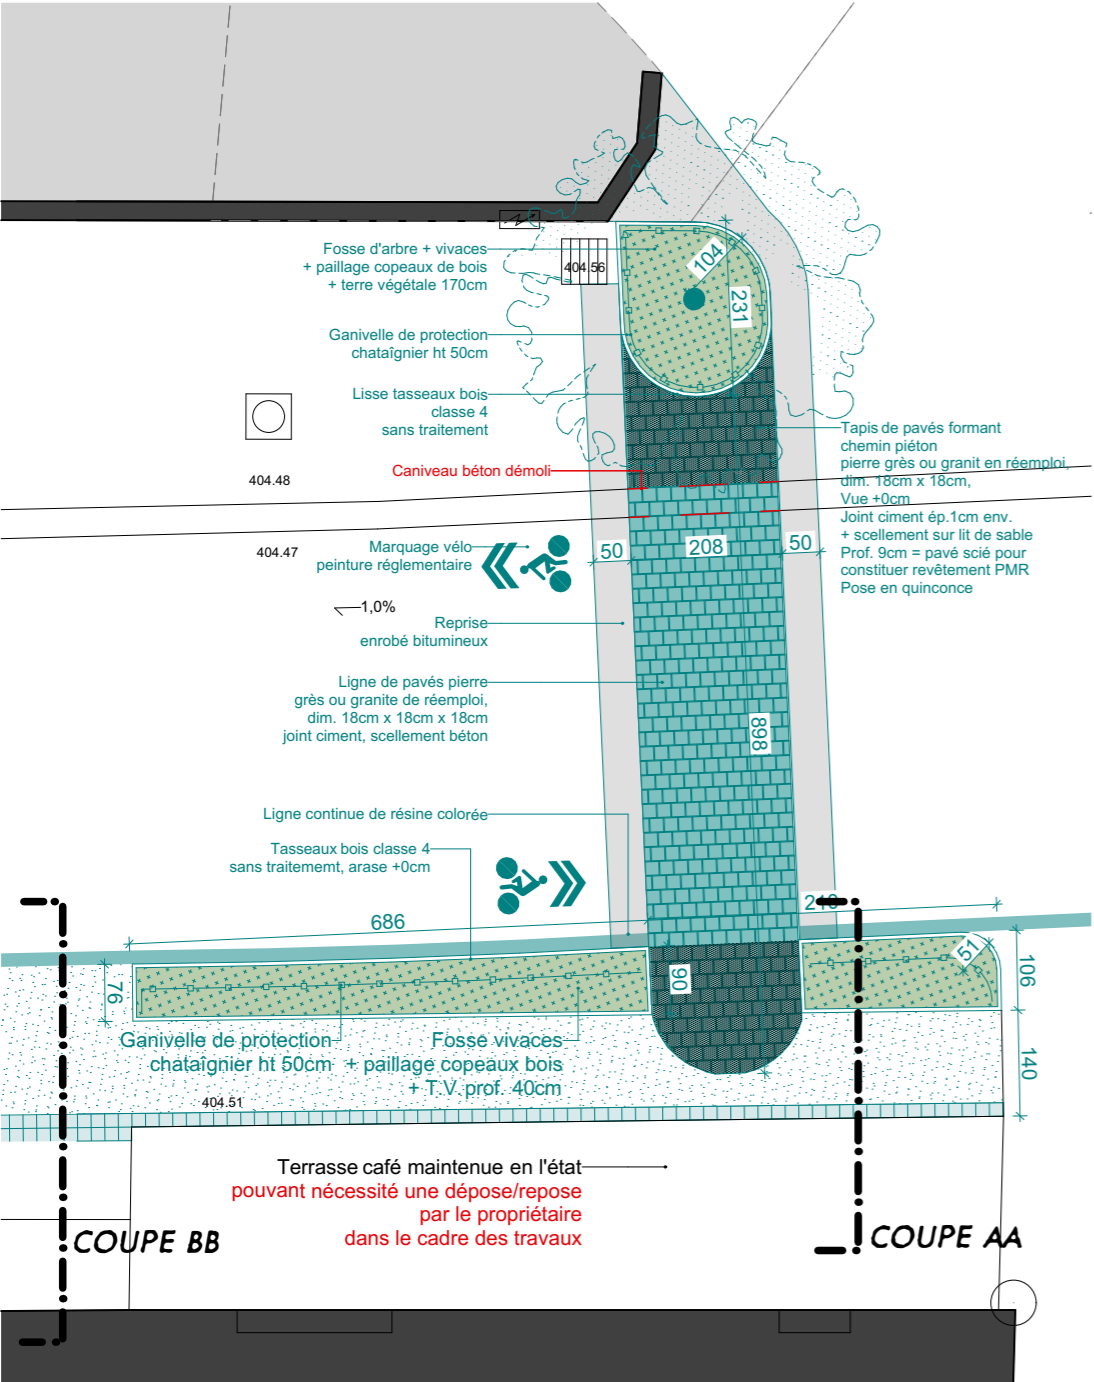 Fosse d'arbre + vivaces
+ paillage copeaux de bois
+ terre végétale 170cm
404.56
104
231
Ganivelle de protection
chataîgnier ht 50cm
Lisse tasseaux bois
classe 4
sans traitement
Caniveau béton démoli
404.48
404.47
Tapis de pavés formant
chemin piéton
pierre grès ou granit en réemploi,
dim. 18cm x 18cm,
Vue +0cm
Joint ciment ép.1cm env.
+ scellement sur lit de sable
Prof. 9cm = pavé scié pour
constituer revêtement PMR
Pose en quinconce
Marquage vélo
peinture réglementaire
50
208
50
1,0%
Reprise
enrobé bitumineux
Ligne de pavés pierre
grès ou granite de réemploi,
dim. 18cm x 18cm x 18cm
joint ciment, scellement béton
898
Ligne continue de résine colorée
Tasseaux bois classe 4
sans traitememt, arase +0cm
686
76
90
51
106
140
Ganivelle de protection
chataîgnier ht 50cm
Fosse vivaces
+ paillage copeaux bois
+ T.V. prof. 40cm
404.51
Terrasse café maintenue en l'état
pouvant nécessité une dépose/repose
par le propriétaire
dans le cadre des travaux
COUPE BB
COUPE AA